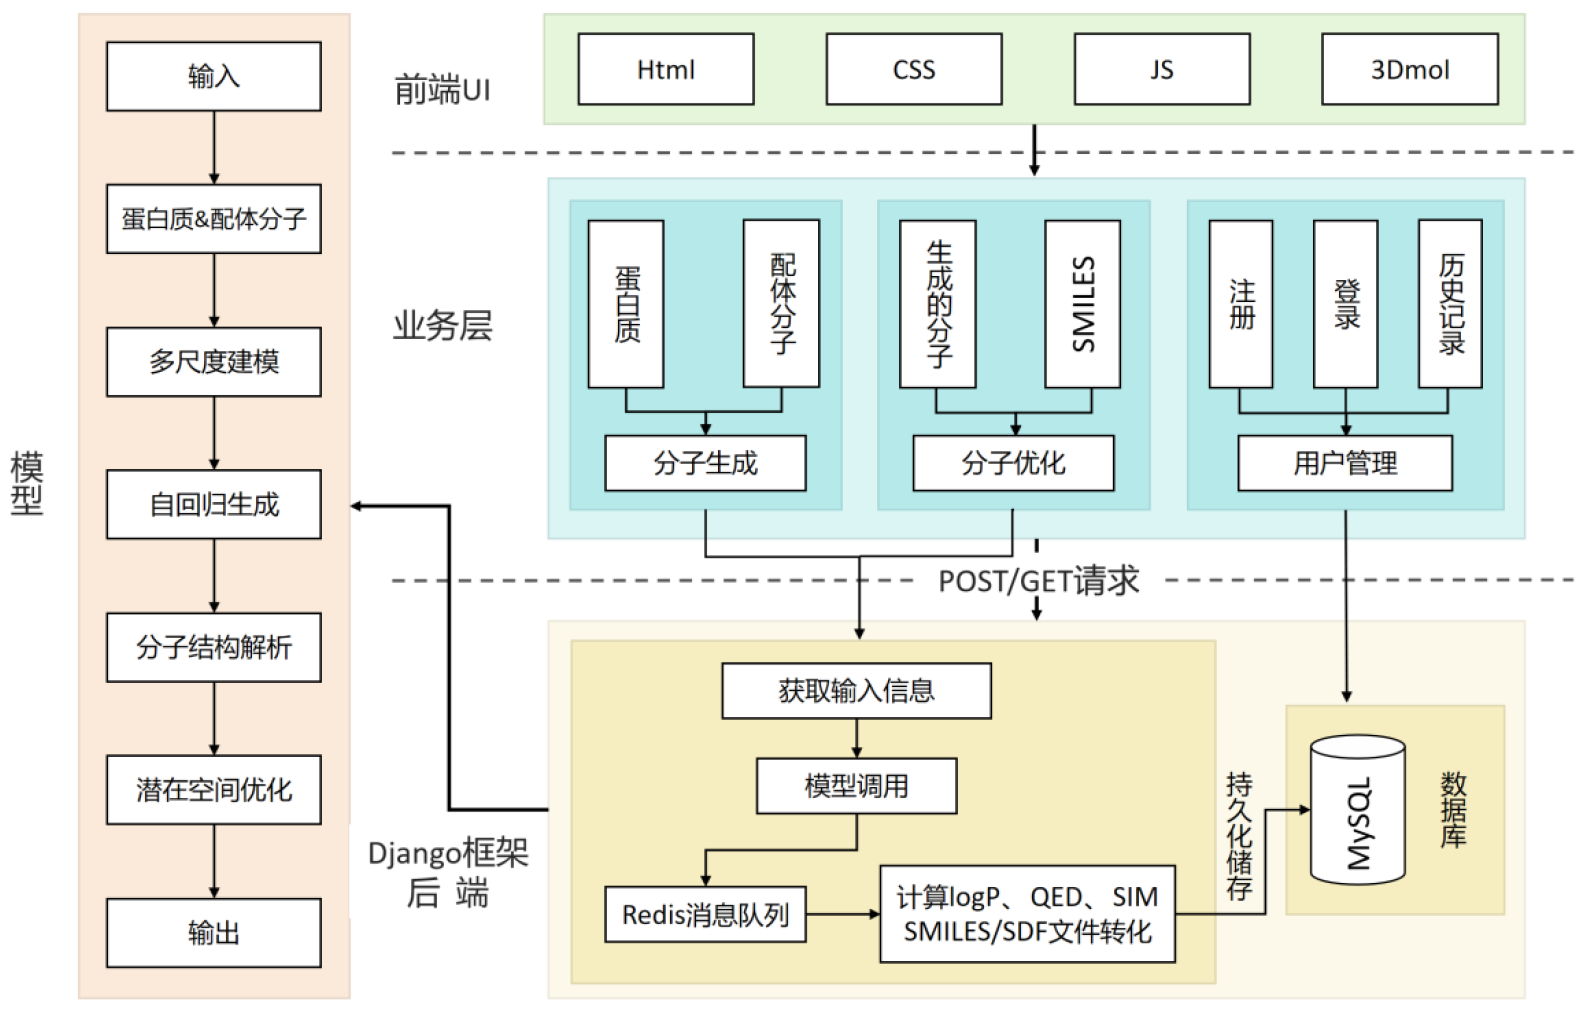 模型
输入
蛋白质&配体分子
多尺度建模
自回归生成
分子结构解析
潜在空间优化
输出
前端UI
Html
CSS
JS
3Dmol
业务层
蛋白质
配体分子
分子生成
生成的分子
SMILES
分子优化
注册
登录
历史记录
用户管理
POST/GET请求
Django框架
后 端
获取输入信息
模型调用
Redis消息队列
计算logP、QED、SIM
SMILES/SDF文件转化
持久化储存
MySQL
数据库